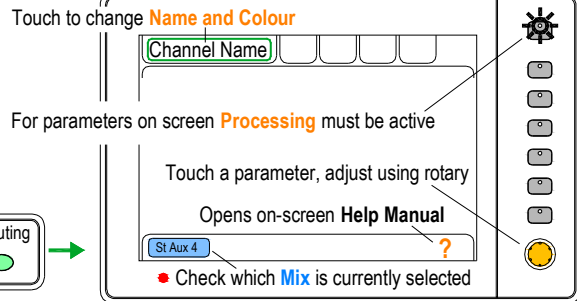 Touch to change Name and Colour
Channel Name
For parameters on screen Processing must be active
Touch a parameter, adjust using rotary
Opens on-screen Help Manual
uting
St Aux 4 ?
Check which Mix is currently selected